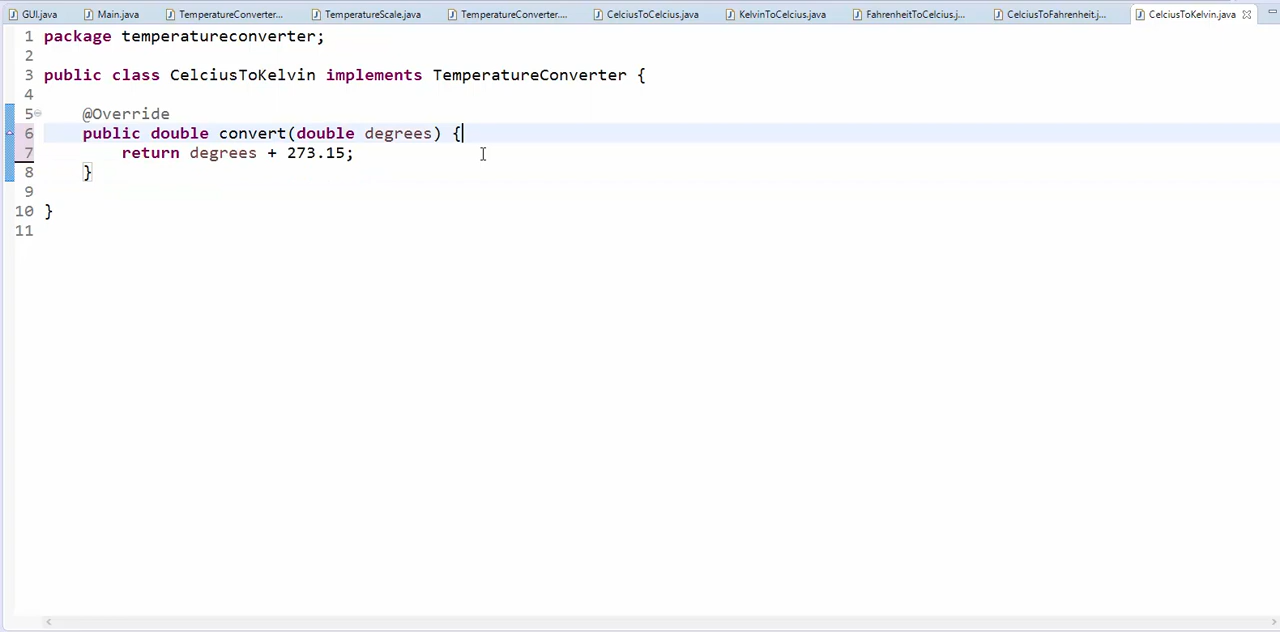 GUI.java Main.java TemperatureConverter... TemperatureScale.java TemperatureConverter.... CelciusToCelcius.java KelvinToCelcius.java FahrenheitToCelcius.j... CelciusToFahrenheit.j... CelciusToKelvin.java
1 package temperatureconverter;
2
3 public class CelciusToKelvin implements TemperatureConverter {
4
5 @Override
6 public double convert(double degrees) {
7 return degrees + 273.15;
8 }
9
10 }
11